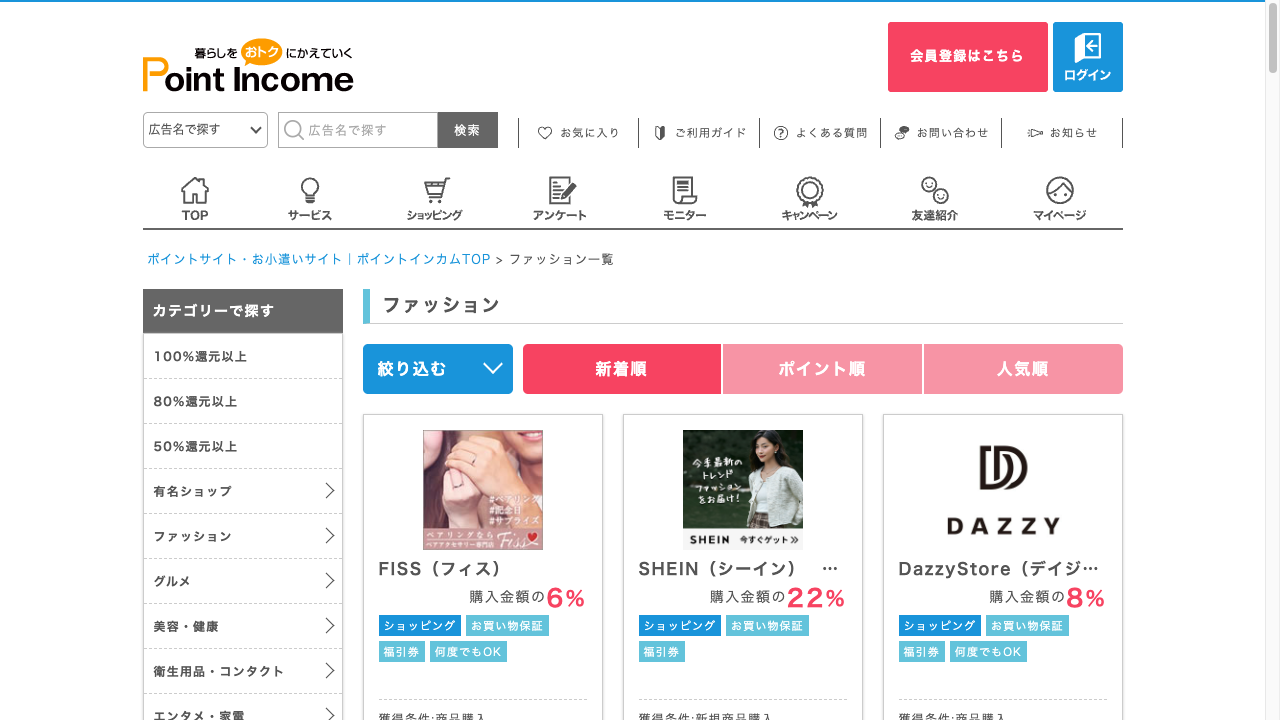 暮らしを おトク にかえていく
Point Income
会員登録はこちら
ログイン
広告名で探す
広告名で探す
検索
お気に入り
ご利用ガイド
よくある質問
お問い合わせ
お知らせ
TOP
サービス
ショッピング
アンケート
モニター
キャンペーン
友達紹介
マイページ
ポイントサイト・お小遣いサイト｜ポイントインカムTOP > ファッション一覧
カテゴリーで探す
100%還元以上
80%還元以上
50%還元以上
有名ショップ
ファッション
グルメ
美容・健康
衛生用品・コンタクト
エンタメ・家電
ファッション
絞り込む
新着順
ポイント順
人気順
#ペアリング
#記念日
#サプライズ
ペアリングなら
ペアアクセサリー専門店 Fiss
FISS（フィス）
購入金額の6%
ショッピング お買い物保証
福引券 何度でもOK
獲得条件:商品購入
今季最新の
トレンド
ファッション
をお届け！
SHEIN 今すぐゲット
SHEIN（シーイン） …
購入金額の22%
ショッピング お買い物保証
福引券
獲得条件:新規商品購入
DAZZY
DazzyStore（デイジ…
購入金額の8%
ショッピング お買い物保証
福引券 何度でもOK
獲得条件:商品購入